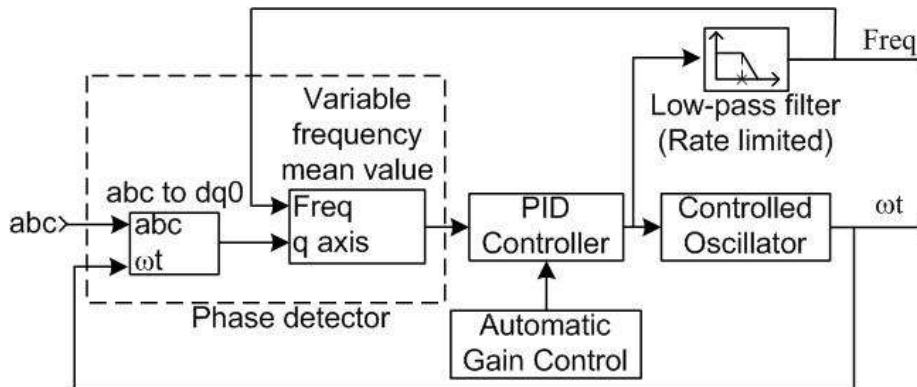 Freq
Variable
frequency
mean value
Low-pass filter
(Rate limited)
abc to dq0
abc
abc
ωt
Freq
q axis
PID
Controller
Controlled
Oscillator
ωt
Phase detector
Automatic
Gain Control